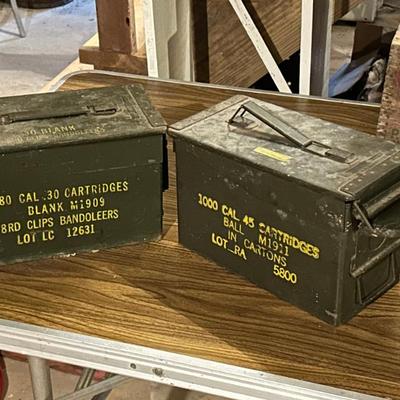 .30 BLANK
80 CAL .30 CARTRIDGES
BLANK M1909
8RD CLIPS BANDOLEERS
LOT LC 12631
1000 CAL .45 CARTRIDGES
BALL M1911
IN CARTONS
LOT RA 5800